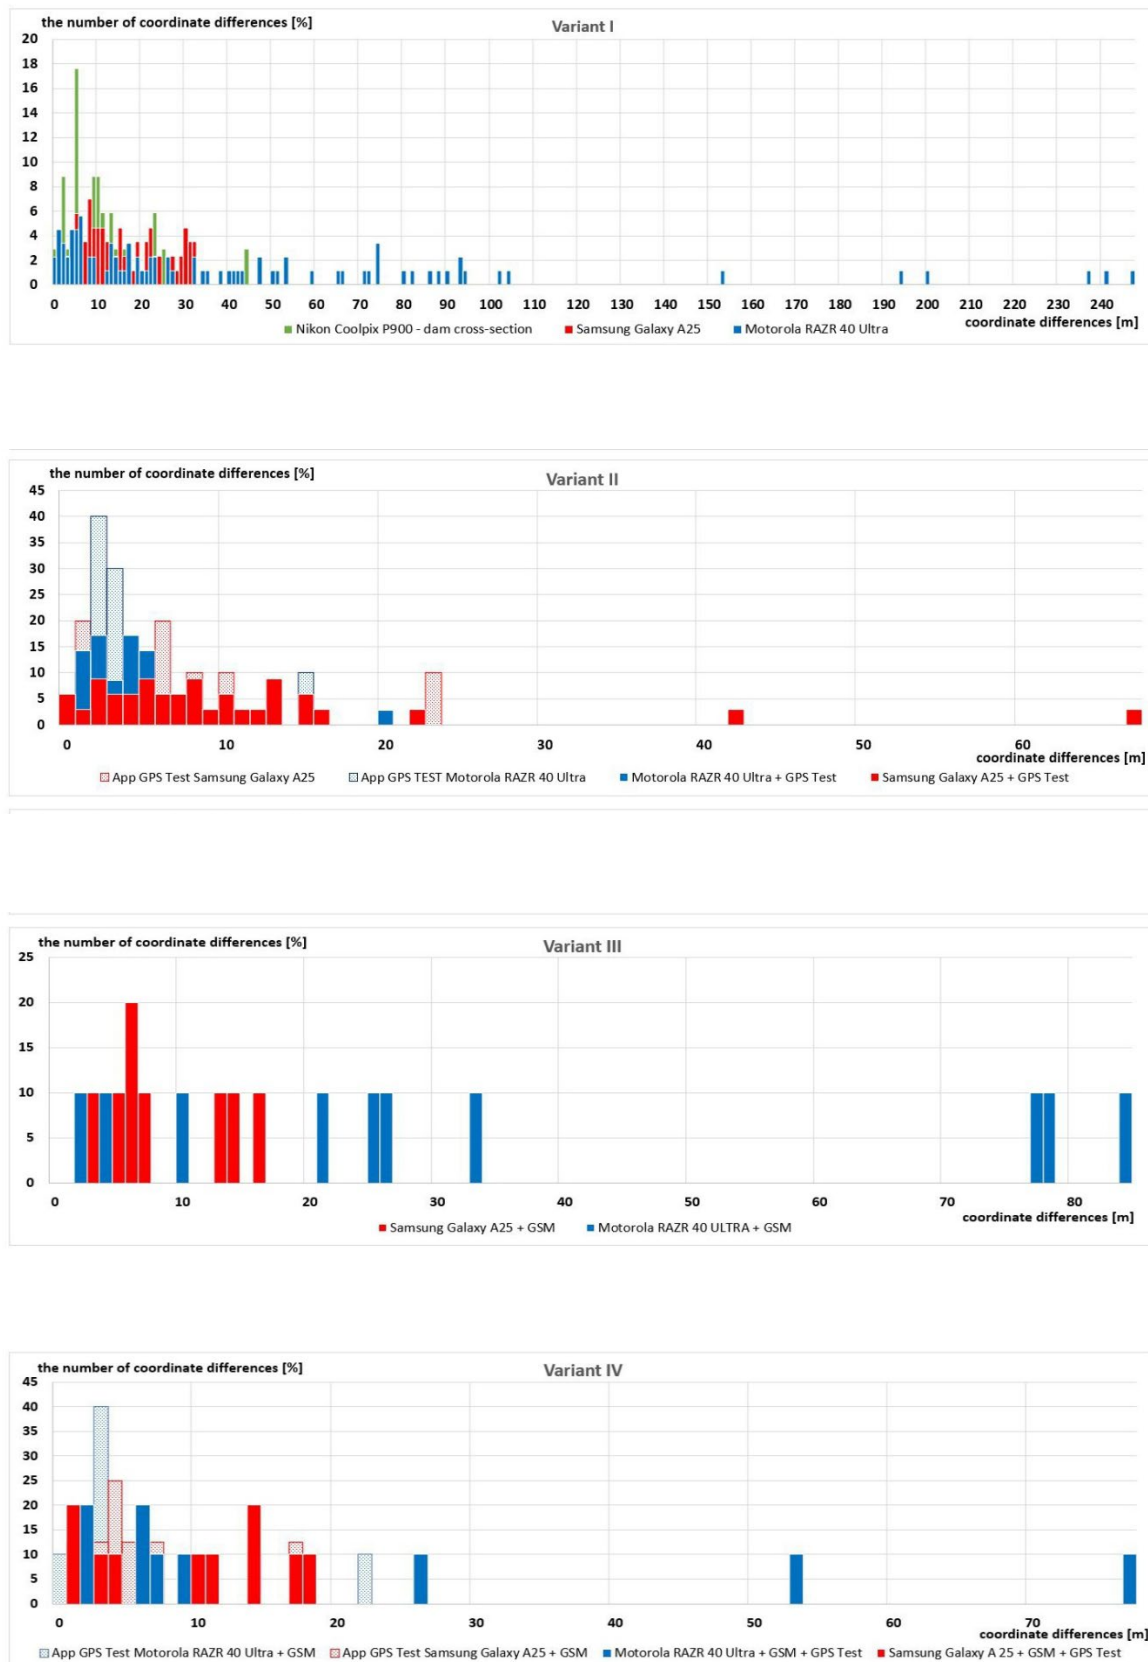 the number of coordinate differences [%]
Variant I
20
18
16
14
12
10
8
6
4
2
0
0 10 20 30 40 50 60 70 80 90 100 110 120 130 140 150 160 170 180 190 200 210 220 230 240
coordinate differences [m]
Nikon Coolpix P900 - dam cross-section Samsung Galaxy A25 Motorola RAZR 40 Ultra
the number of coordinate differences [%]
Variant II
45
40
35
30
25
20
15
10
5
0
0 10 20 30 40 50 60
coordinate differences [m]
App GPS Test Samsung Galaxy A25 App GPS TEST Motorola RAZR 40 Ultra Motorola RAZR 40 Ultra + GPS Test Samsung Galaxy A25 + GPS Test
the number of coordinate differences [%]
Variant III
25
20
15
10
5
0
0 10 20 30 40 50 60 70 80
coordinate differences [m]
Samsung Galaxy A25 + GSM Motorola RAZR 40 ULTRA + GSM
the number of coordinate differences [%]
Variant IV
45
40
35
30
25
20
15
10
5
0
0 10 20 30 40 50 60 70
coordinate differences [m]
App GPS Test Motorola RAZR 40 Ultra + GSM App GPS Test Samsung Galaxy A25 + GSM Motorola RAZR 40 Ultra + GSM + GPS Test Samsung Galaxy A 25 + GSM + GPS Test